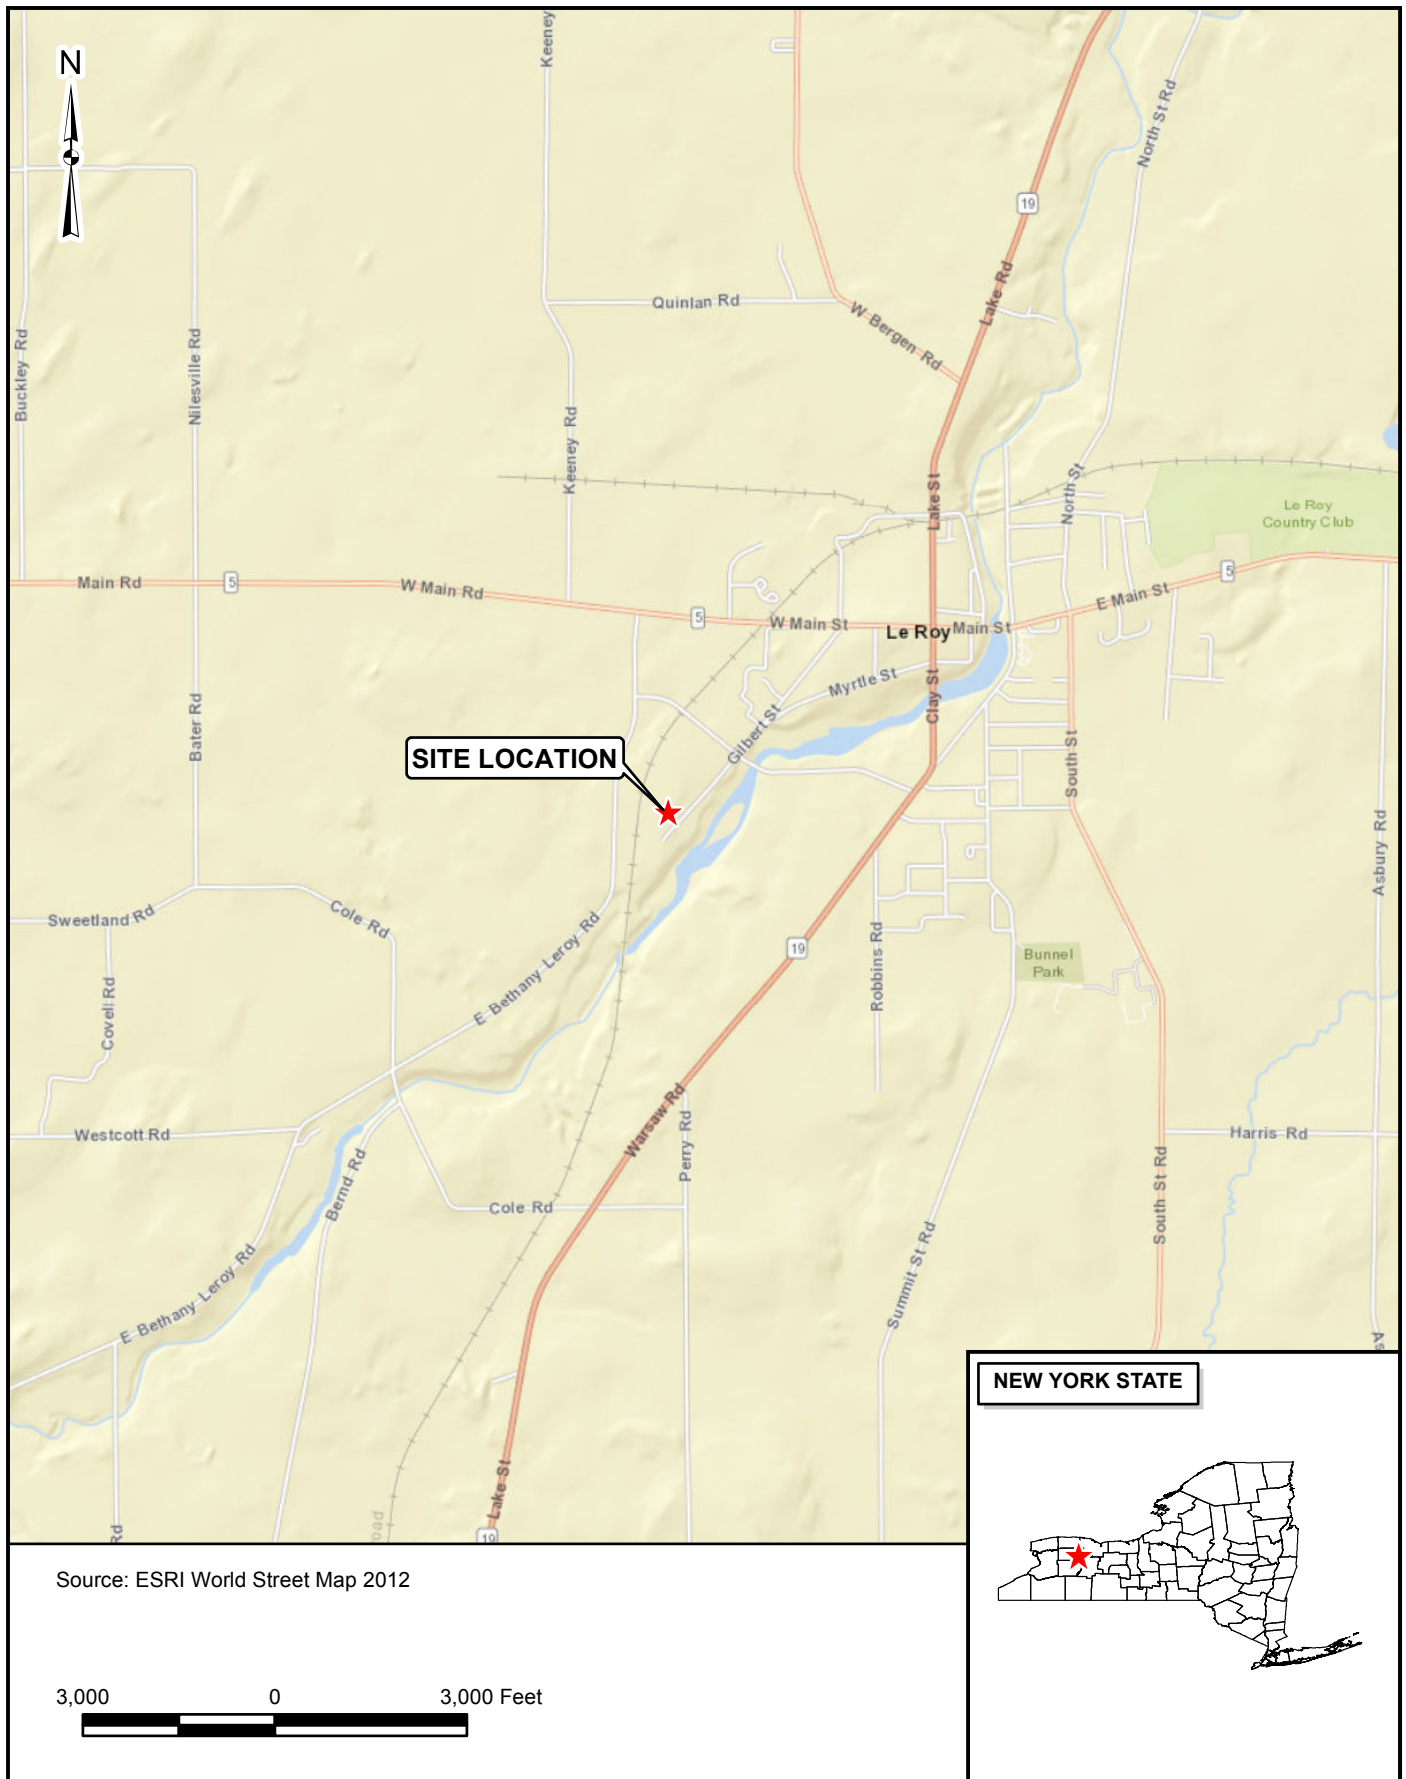 N
Keeney
North St Rd
19
Lake Rd
Quinlan Rd
W Bergen Rd
Buckley Rd
Nilesville Rd
Keeney Rd
Lake St
North St
Le Roy
Country Club
Main Rd
5
W Main Rd
5
W Main St
Le Roy
Main St
E Main St
5
Myrtle St
Clay St
Bater Rd
Gilbert St
SITE LOCATION
South St
Asbury Rd
Sweetland Rd
Cole Rd
E Bethany Leroy Rd
19
Robbins Rd
Bunnel
Park
Covell Rd
Westcott Rd
Warsaw Rd
Perry Rd
Harris Rd
Bernd Rd
Cole Rd
South St Rd
Summit St Rd
E Bethany Leroy Rd
As
Lake St
19
Rd
oad
NEW YORK STATE
Source: ESRI World Street Map 2012
3,000 0 3,000 Feet